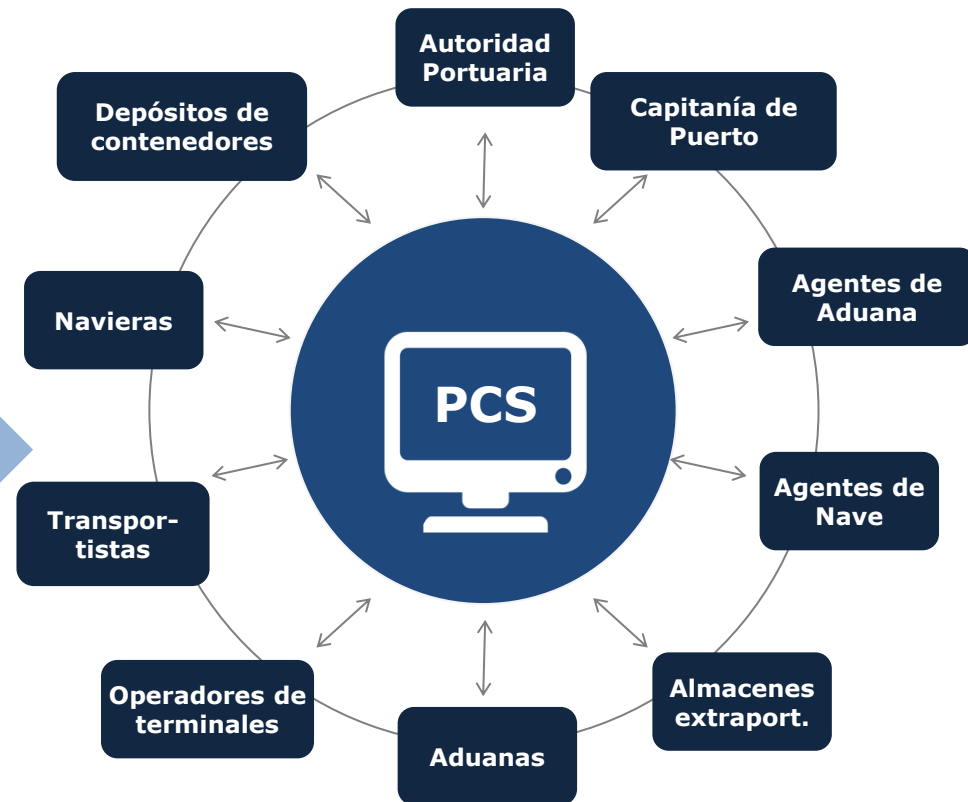 Autoridad
Portuaria
Capitanía de
Puerto
Depósitos de
contenedores
Agentes de
Aduana
Navieras
PCS
Agentes de
Nave
Transpor-
tistas
Almacenes
extraport.
Operadores de
terminales
Aduanas